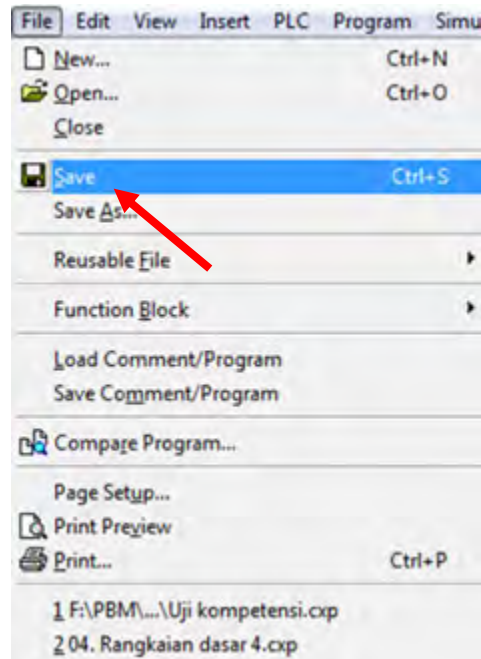 File Edit View Insert PLC Program Simu
New... Ctrl+N
Open... Ctrl+O
Close
Save Ctrl+S
Save As...
Reusable File
Function Block
Load Comment/Program
Save Comment/Program
Compare Program...
Page Setup...
Print Preview
Print... Ctrl+P
1 F:\PBM\...\Uji kompetensi.cxp
2 04. Rangkaian dasar 4.cxp